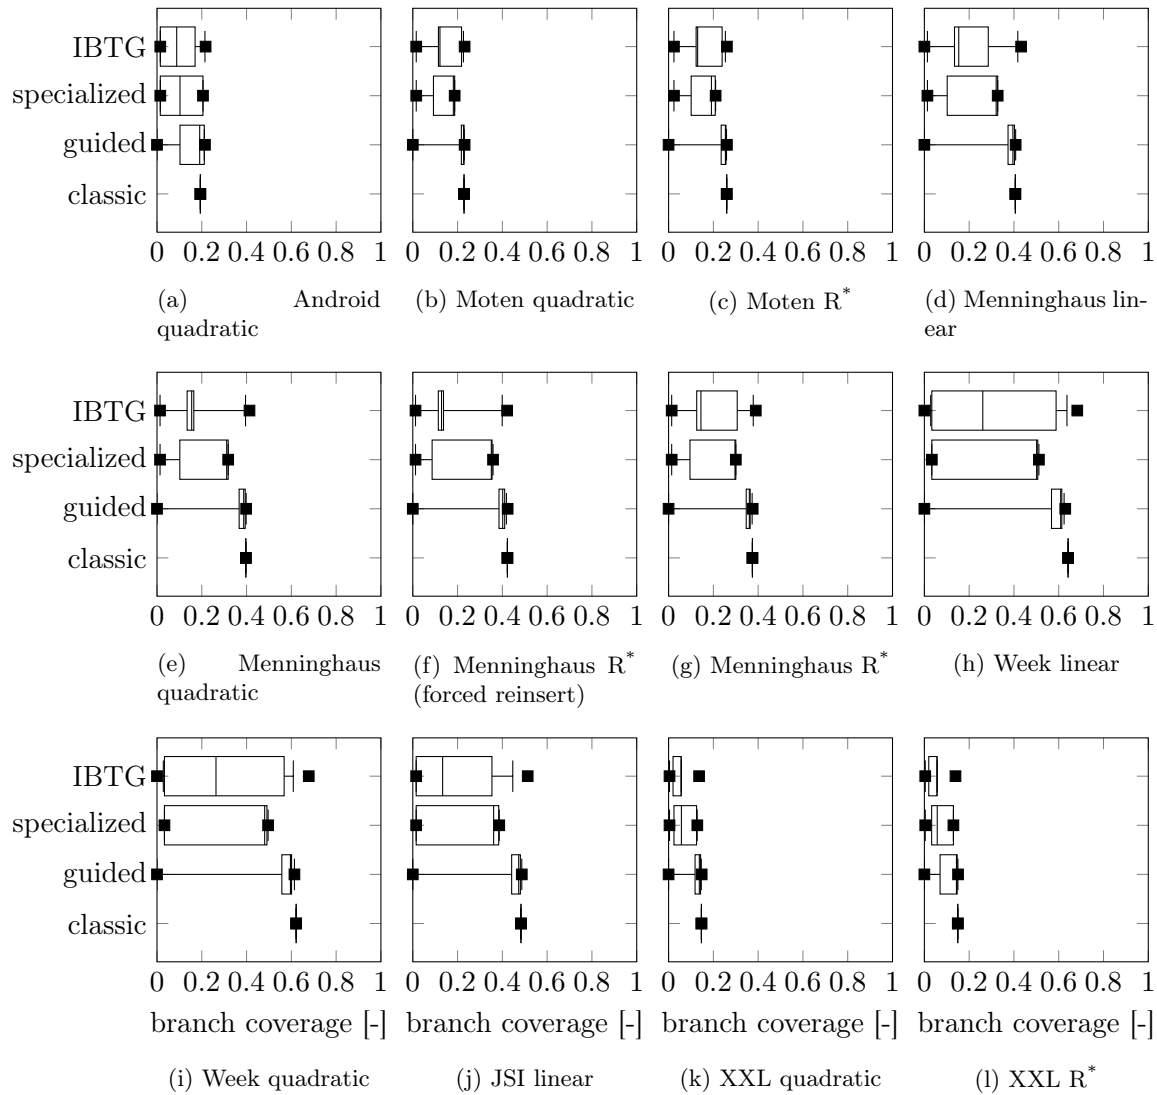 IBTG
specialized
guided
classic
0 0.2 0.4 0.6 0.8 1 0 0.2 0.4 0.6 0.8 1 0 0.2 0.4 0.6 0.8 1 0 0.2 0.4 0.6 0.8 1
(a) Android
quadratic
(b) Moten quadratic
(c) Moten R*
(d) Menninghaus lin-
ear
IBTG
specialized
guided
classic
0 0.2 0.4 0.6 0.8 1 0 0.2 0.4 0.6 0.8 1 0 0.2 0.4 0.6 0.8 1 0 0.2 0.4 0.6 0.8 1
(e) Menninghaus
quadratic
(f) Menninghaus R*
(forced reinsert)
(g) Menninghaus R*
(h) Week linear
IBTG
specialized
guided
classic
0 0.2 0.4 0.6 0.8 1 0 0.2 0.4 0.6 0.8 1 0 0.2 0.4 0.6 0.8 1 0 0.2 0.4 0.6 0.8 1
branch coverage [-] branch coverage [-] branch coverage [-] branch coverage [-]
(i) Week quadratic
(j) JSI linear
(k) XXL quadratic
(l) XXL R*